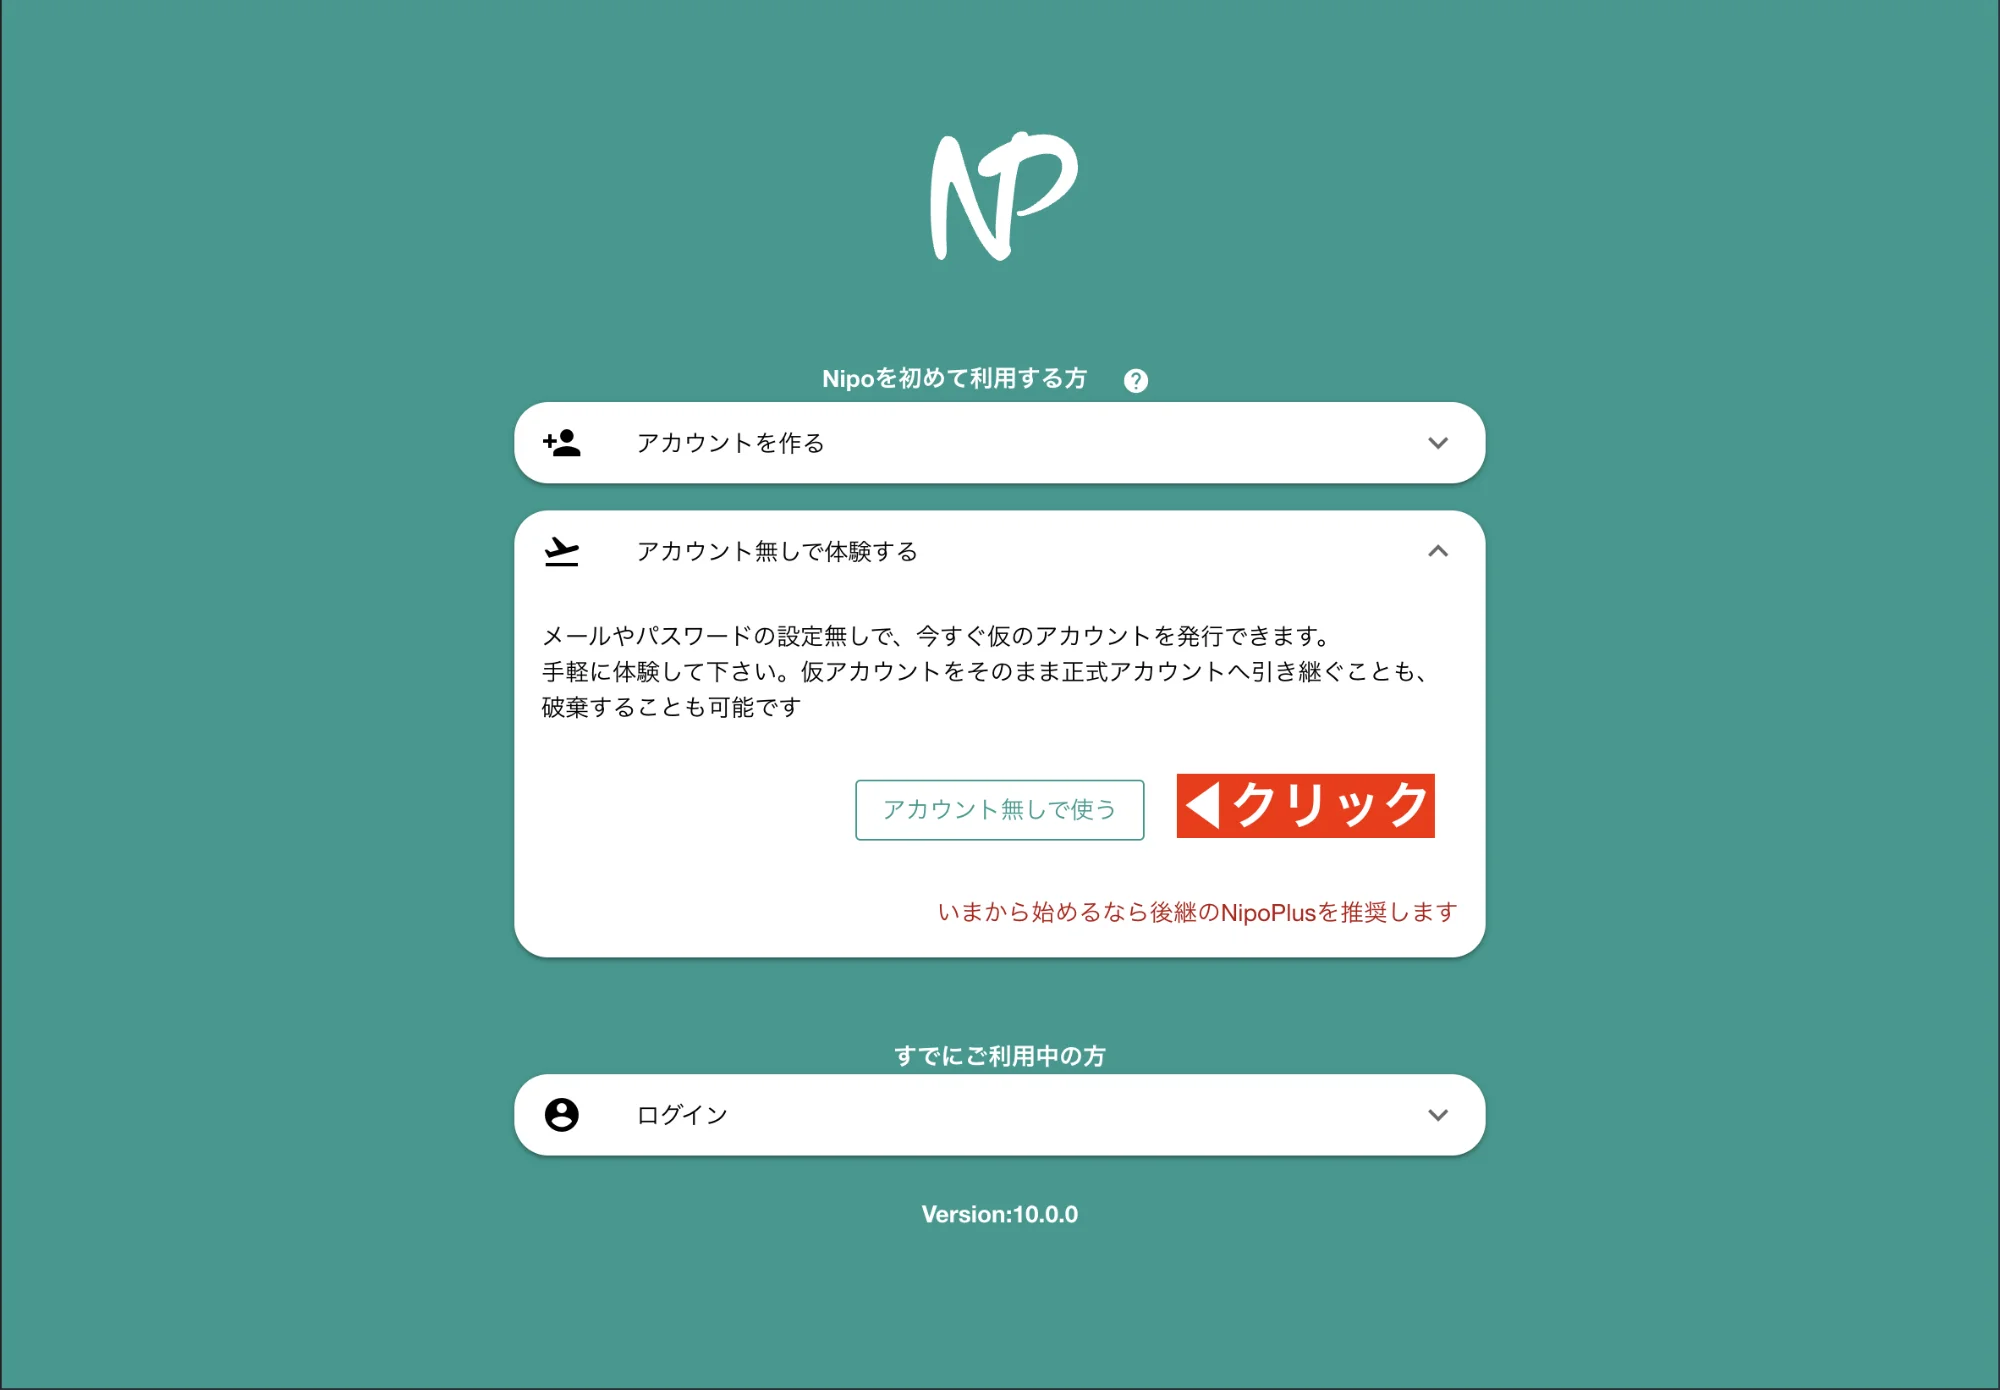 NP
Nipoを初めて利用する方 ?
アカウントを作る
アカウント無しで体験する
メールやパスワードの設定無しで、今すぐ仮のアカウントを発行できます。
手軽に体験して下さい。仮アカウントをそのまま正式アカウントへ引き継ぐことも、
破棄することも可能です
アカウント無しで使う
◀クリック
いまから始めるなら後継のNipoPlusを推奨します
すでにご利用中の方
ログイン
Version:10.0.0